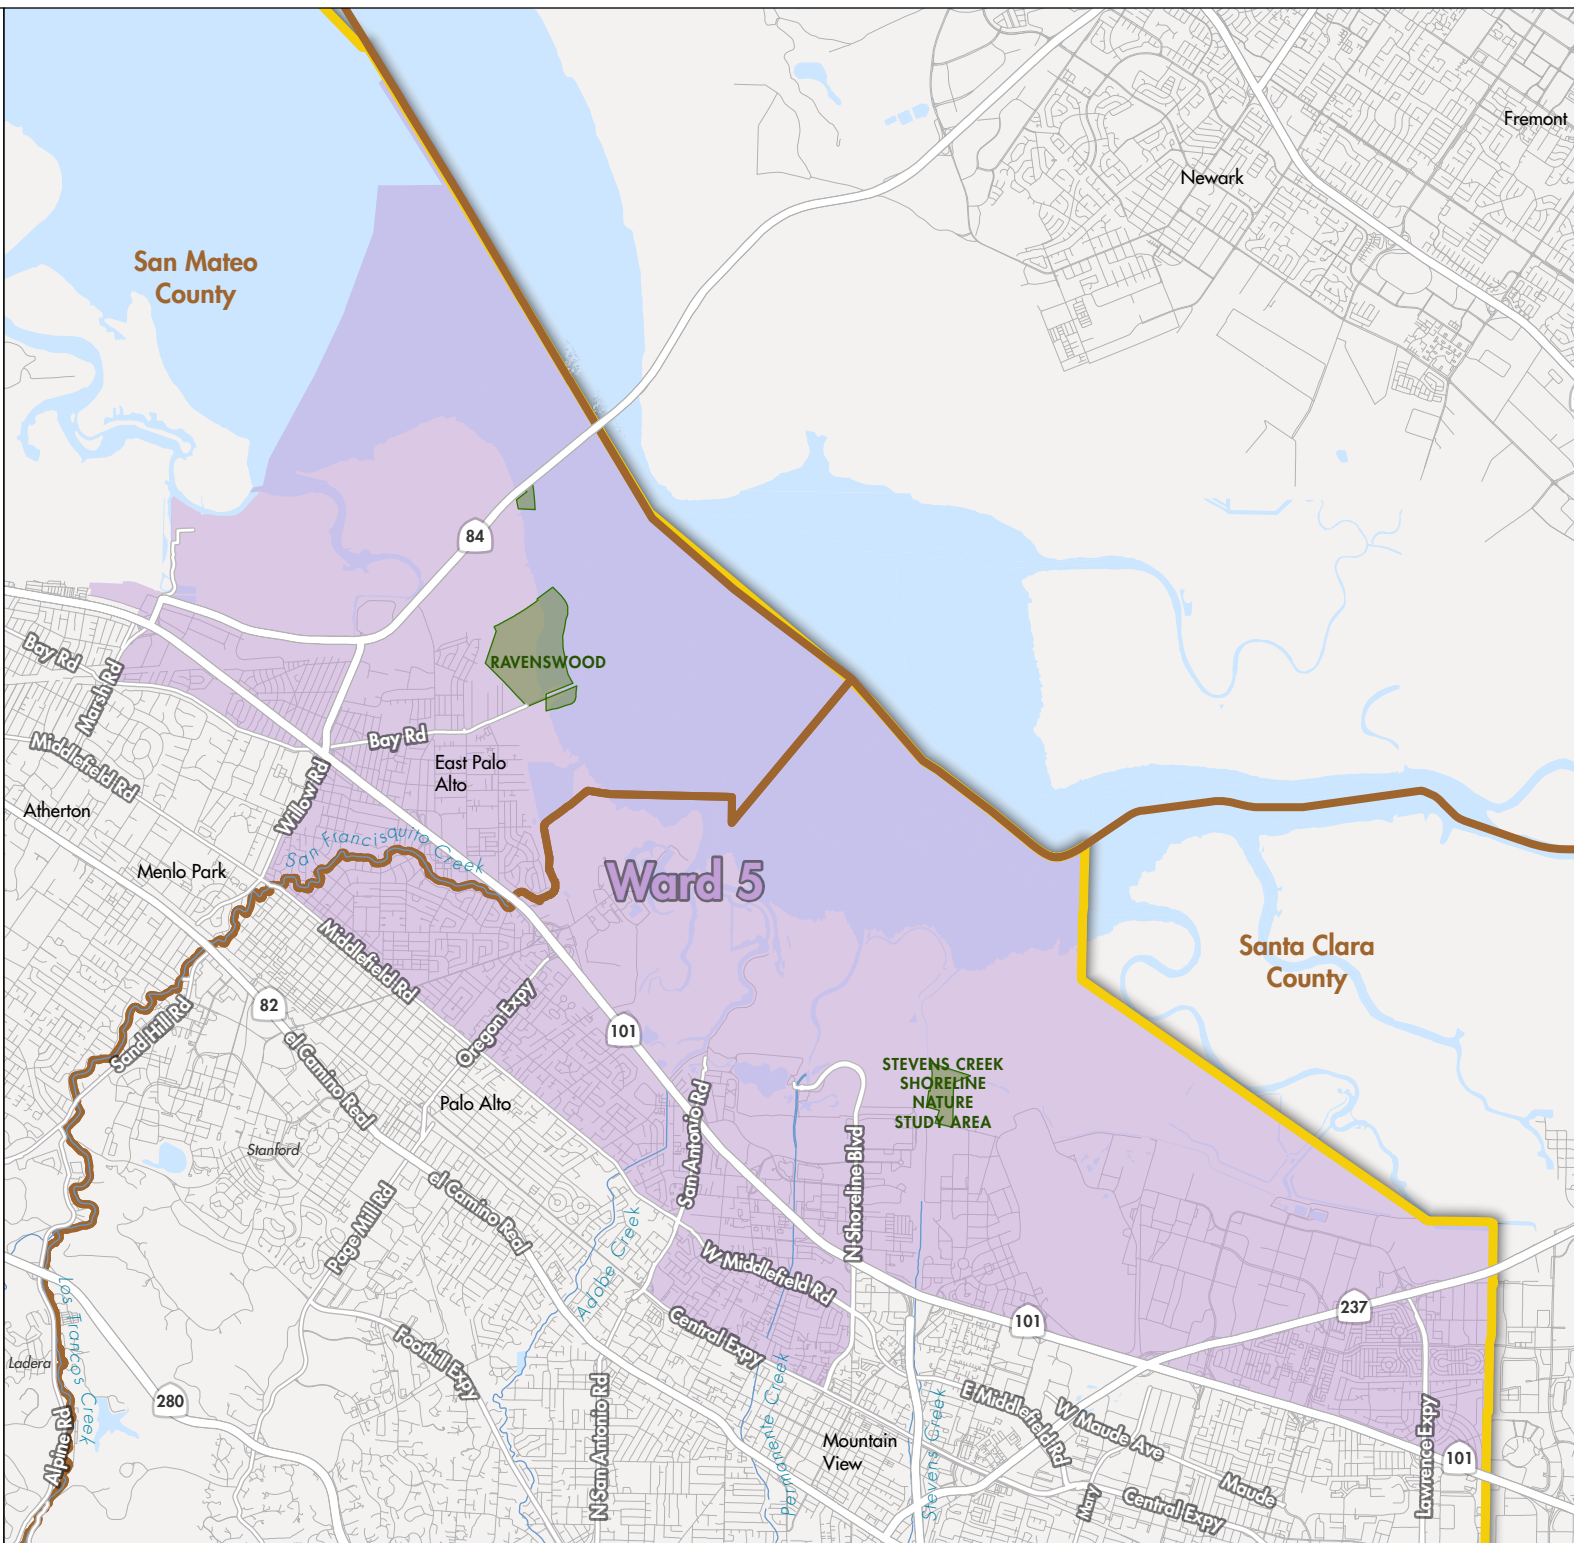 Fremont
Newark
San Mateo
County
84
RAVENSWOOD
Bay Rd
Marsh Rd
Bay Rd
Middlefield Rd
East Palo
Alto
Willow Rd
Atherton
San Francisquito Creek
Menlo Park
Ward 5
Middlefield Rd
Santa Clara
County
82
Sand Hill Rd
Oregon Expy
101
el Camino Real
STEVENS CREEK
SHORELINE
NATURE
STUDY AREA
Palo Alto
San Antonio Rd
N Shoreline Blvd
Stanford
el Camino Real
Page Mill Rd
Adobe Creek
W Middlefield Rd
Los Trancos Creek
237
101
Central Expy
Foothill Expy
Ladera
280
Permanente Creek
Stevens Creek
E Middlefield Rd
W Maude Ave
Alpine Rd
N San Antonio Rd
Mountain
View
Lawrence Expy
101
Maude
Mary
Central Expy